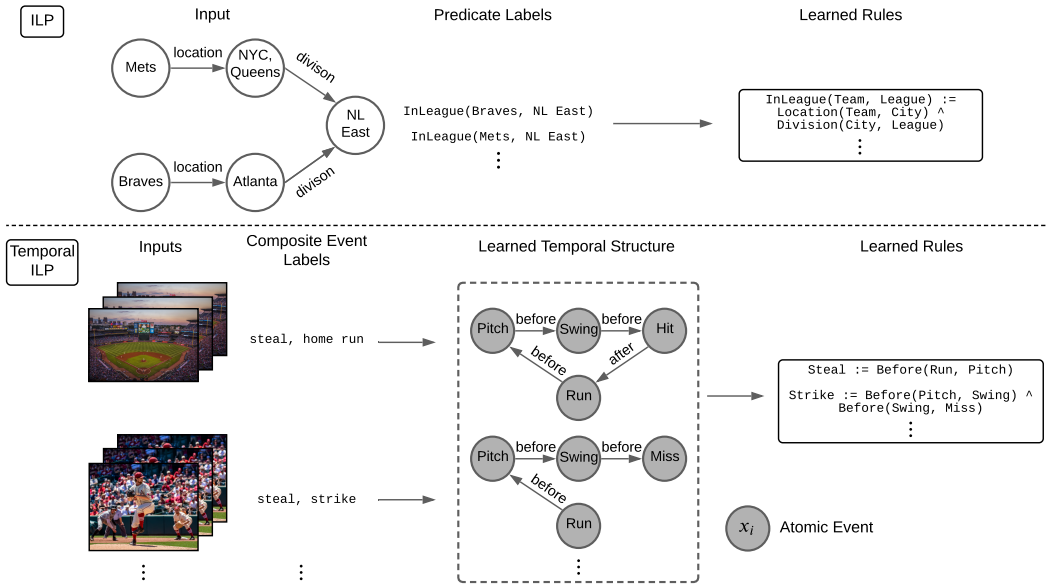 ILP
Input
Predicate Labels
Learned Rules
Mets
location
NYC,
Queens
divison
NL
East
Braves
location
Atlanta
divison
InLeague(Braves, NL East)
InLeague(Mets, NL East)
InLeague(Team, League) :=
Location(Team, City) ^
Division(City, League)
Temporal
ILP
Inputs
Composite Event
Labels
Learned Temporal Structure
Learned Rules
steal, home run
Pitch
before
Swing
before
Hit
before
after
Run
steal, strike
Pitch
before
Swing
before
Miss
before
Run
Steal := Before(Run, Pitch)
Strike := Before(Pitch, Swing) ^
Before(Swing, Miss)
xi
Atomic Event